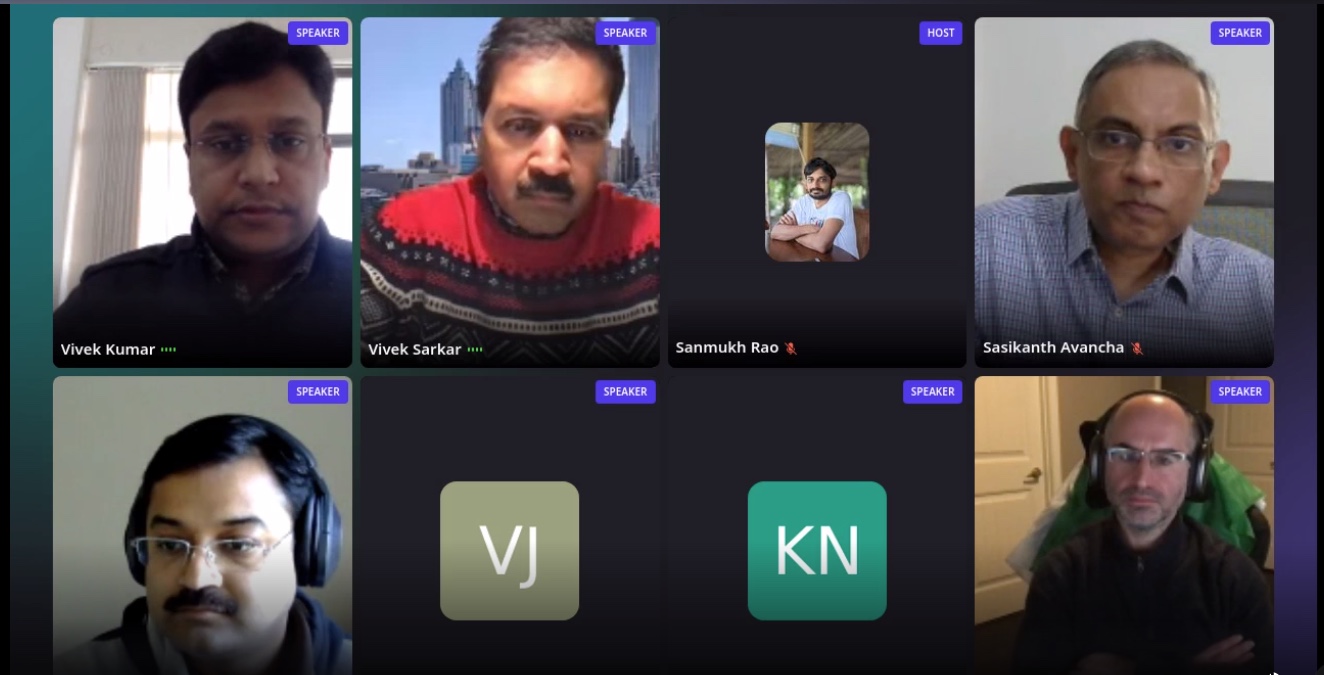 SPEAKER
SPEAKER
HOST
SPEAKER
Vivek Kumar
Vivek Sarkar
Sanmukh Rao
Sasikanth Avancha
SPEAKER
SPEAKER
SPEAKER
SPEAKER
VJ
KN